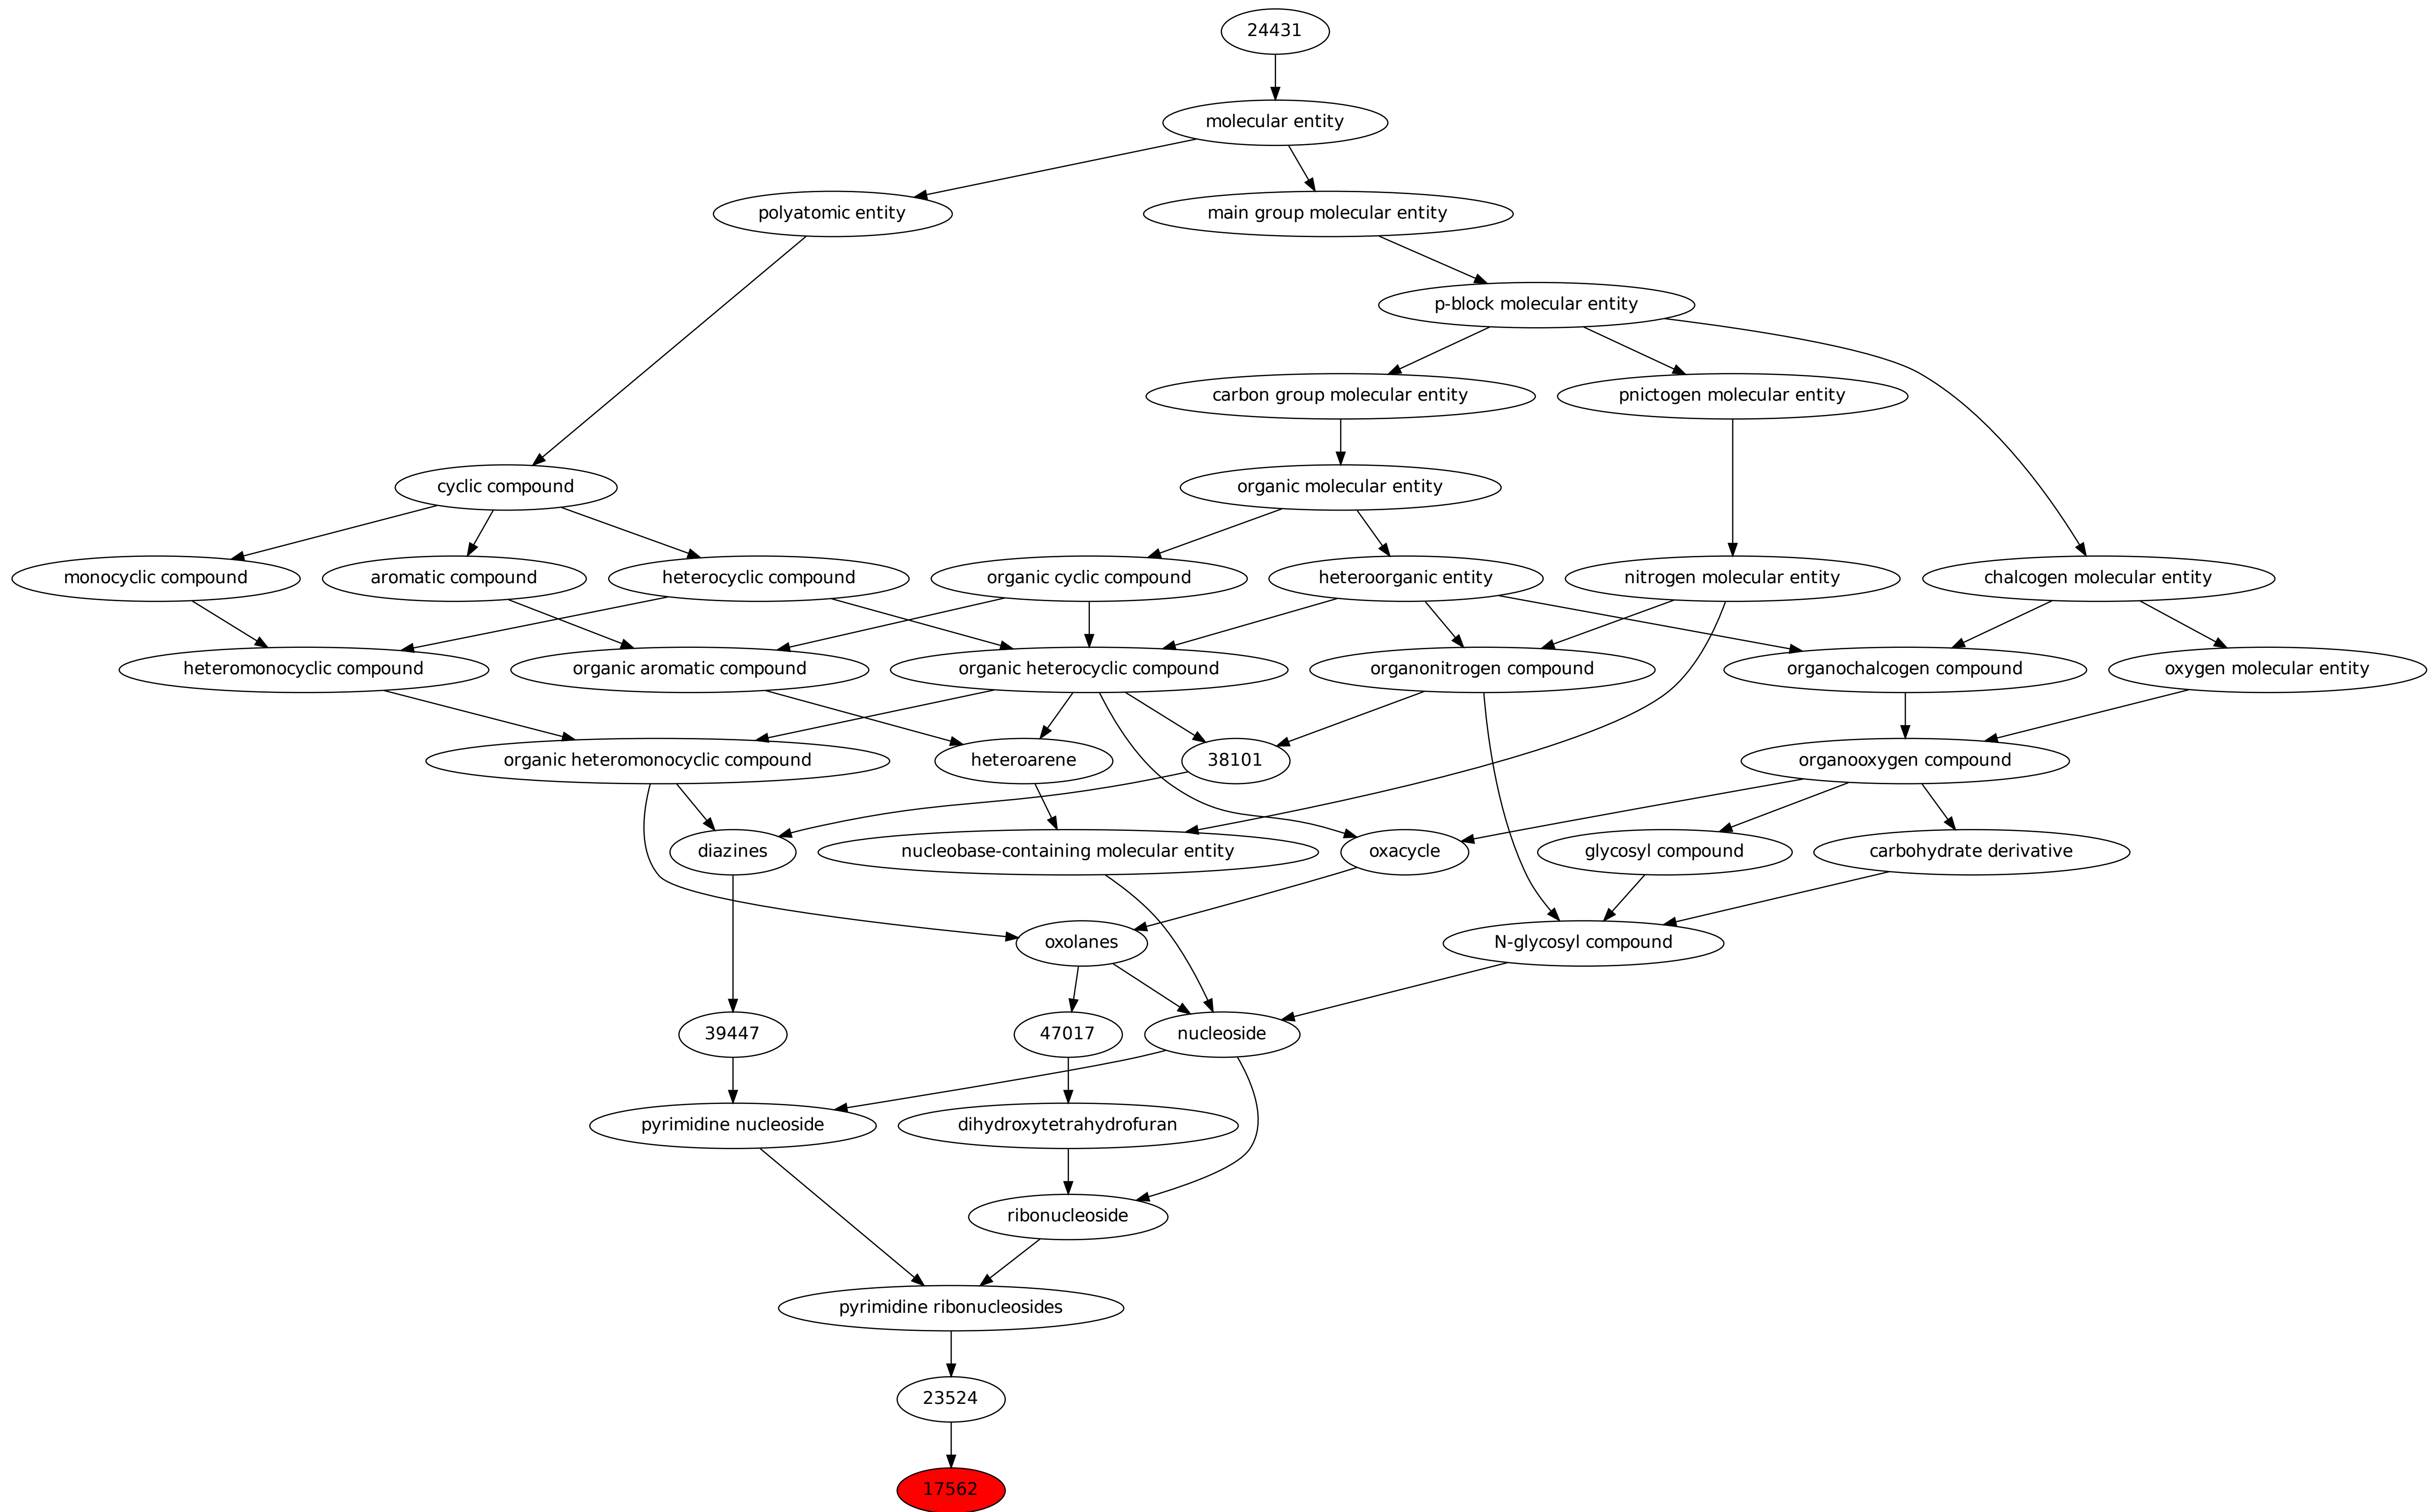 24431
molecular entity
polyatomic entity
main group molecular entity
p-block molecular entity
carbon group molecular entity
pnictogen molecular entity
cyclic compound
organic molecular entity
monocyclic compound
aromatic compound
heterocyclic compound
organic cyclic compound
heteroorganic entity
nitrogen molecular entity
chalcogen molecular entity
heteromonocyclic compound
organic aromatic compound
organic heterocyclic compound
organonitrogen compound
organochalcogen compound
oxygen molecular entity
organic heteromonocyclic compound
heteroarene
38101
organooxygen compound
diazines
nucleobase-containing molecular entity
oxacycle
glycosyl compound
carbohydrate derivative
oxolanes
N-glycosyl compound
39447
47017
nucleoside
pyrimidine nucleoside
dihydroxytetrahydrofuran
ribonucleoside
pyrimidine ribonucleosides
23524
17562